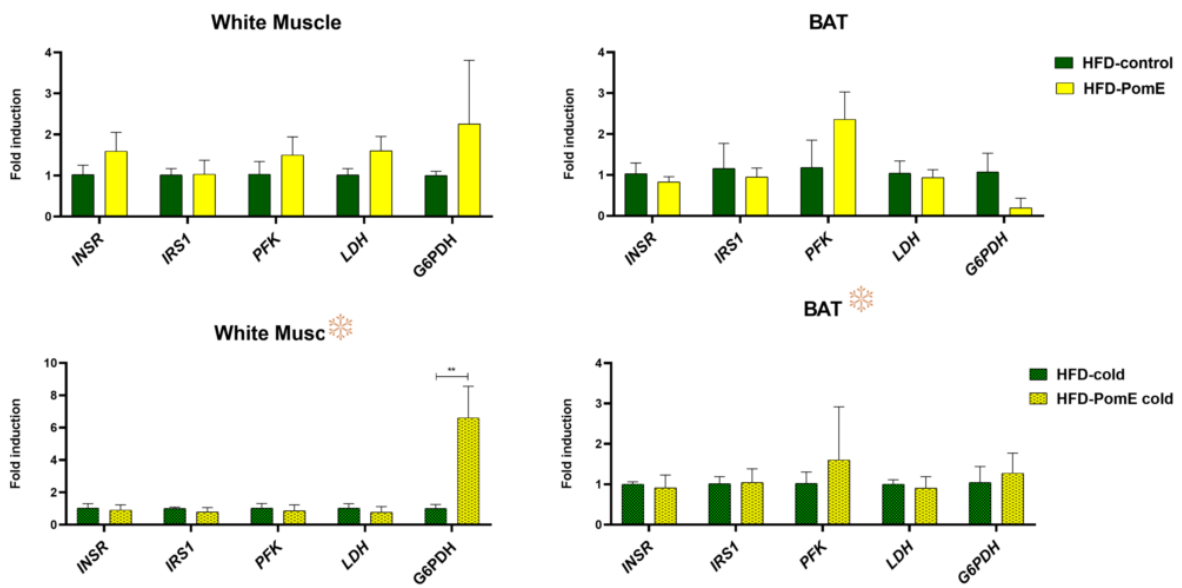 White Muscle
BAT
Fold induction
4
3
2
1
0
INSR
IRS1
PFK
LDH
G6PDH
Fold induction
4
3
2
1
0
INSR
IRS1
PFK
LDH
G6PDH
HFD-control
HFD-PomE
White Musc
BAT
Fold induction
10
8
6
4
2
0
**
INSR
IRS1
PFK
LDH
G6PDH
Fold induction
4
3
2
1
0
INSR
IRS1
PFK
LDH
G6PDH
HFD-cold
HFD-PomE cold